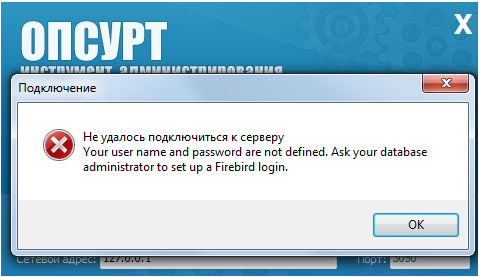 ОПСУРТ
X
инструмент администрирования
Подключение
Не удалось подключиться к серверу
Your user name and password are not defined. Ask your database
administrator to set up a Firebird login.
OK
Сетевой адрес: 127.0.0.1 Порт: 3050